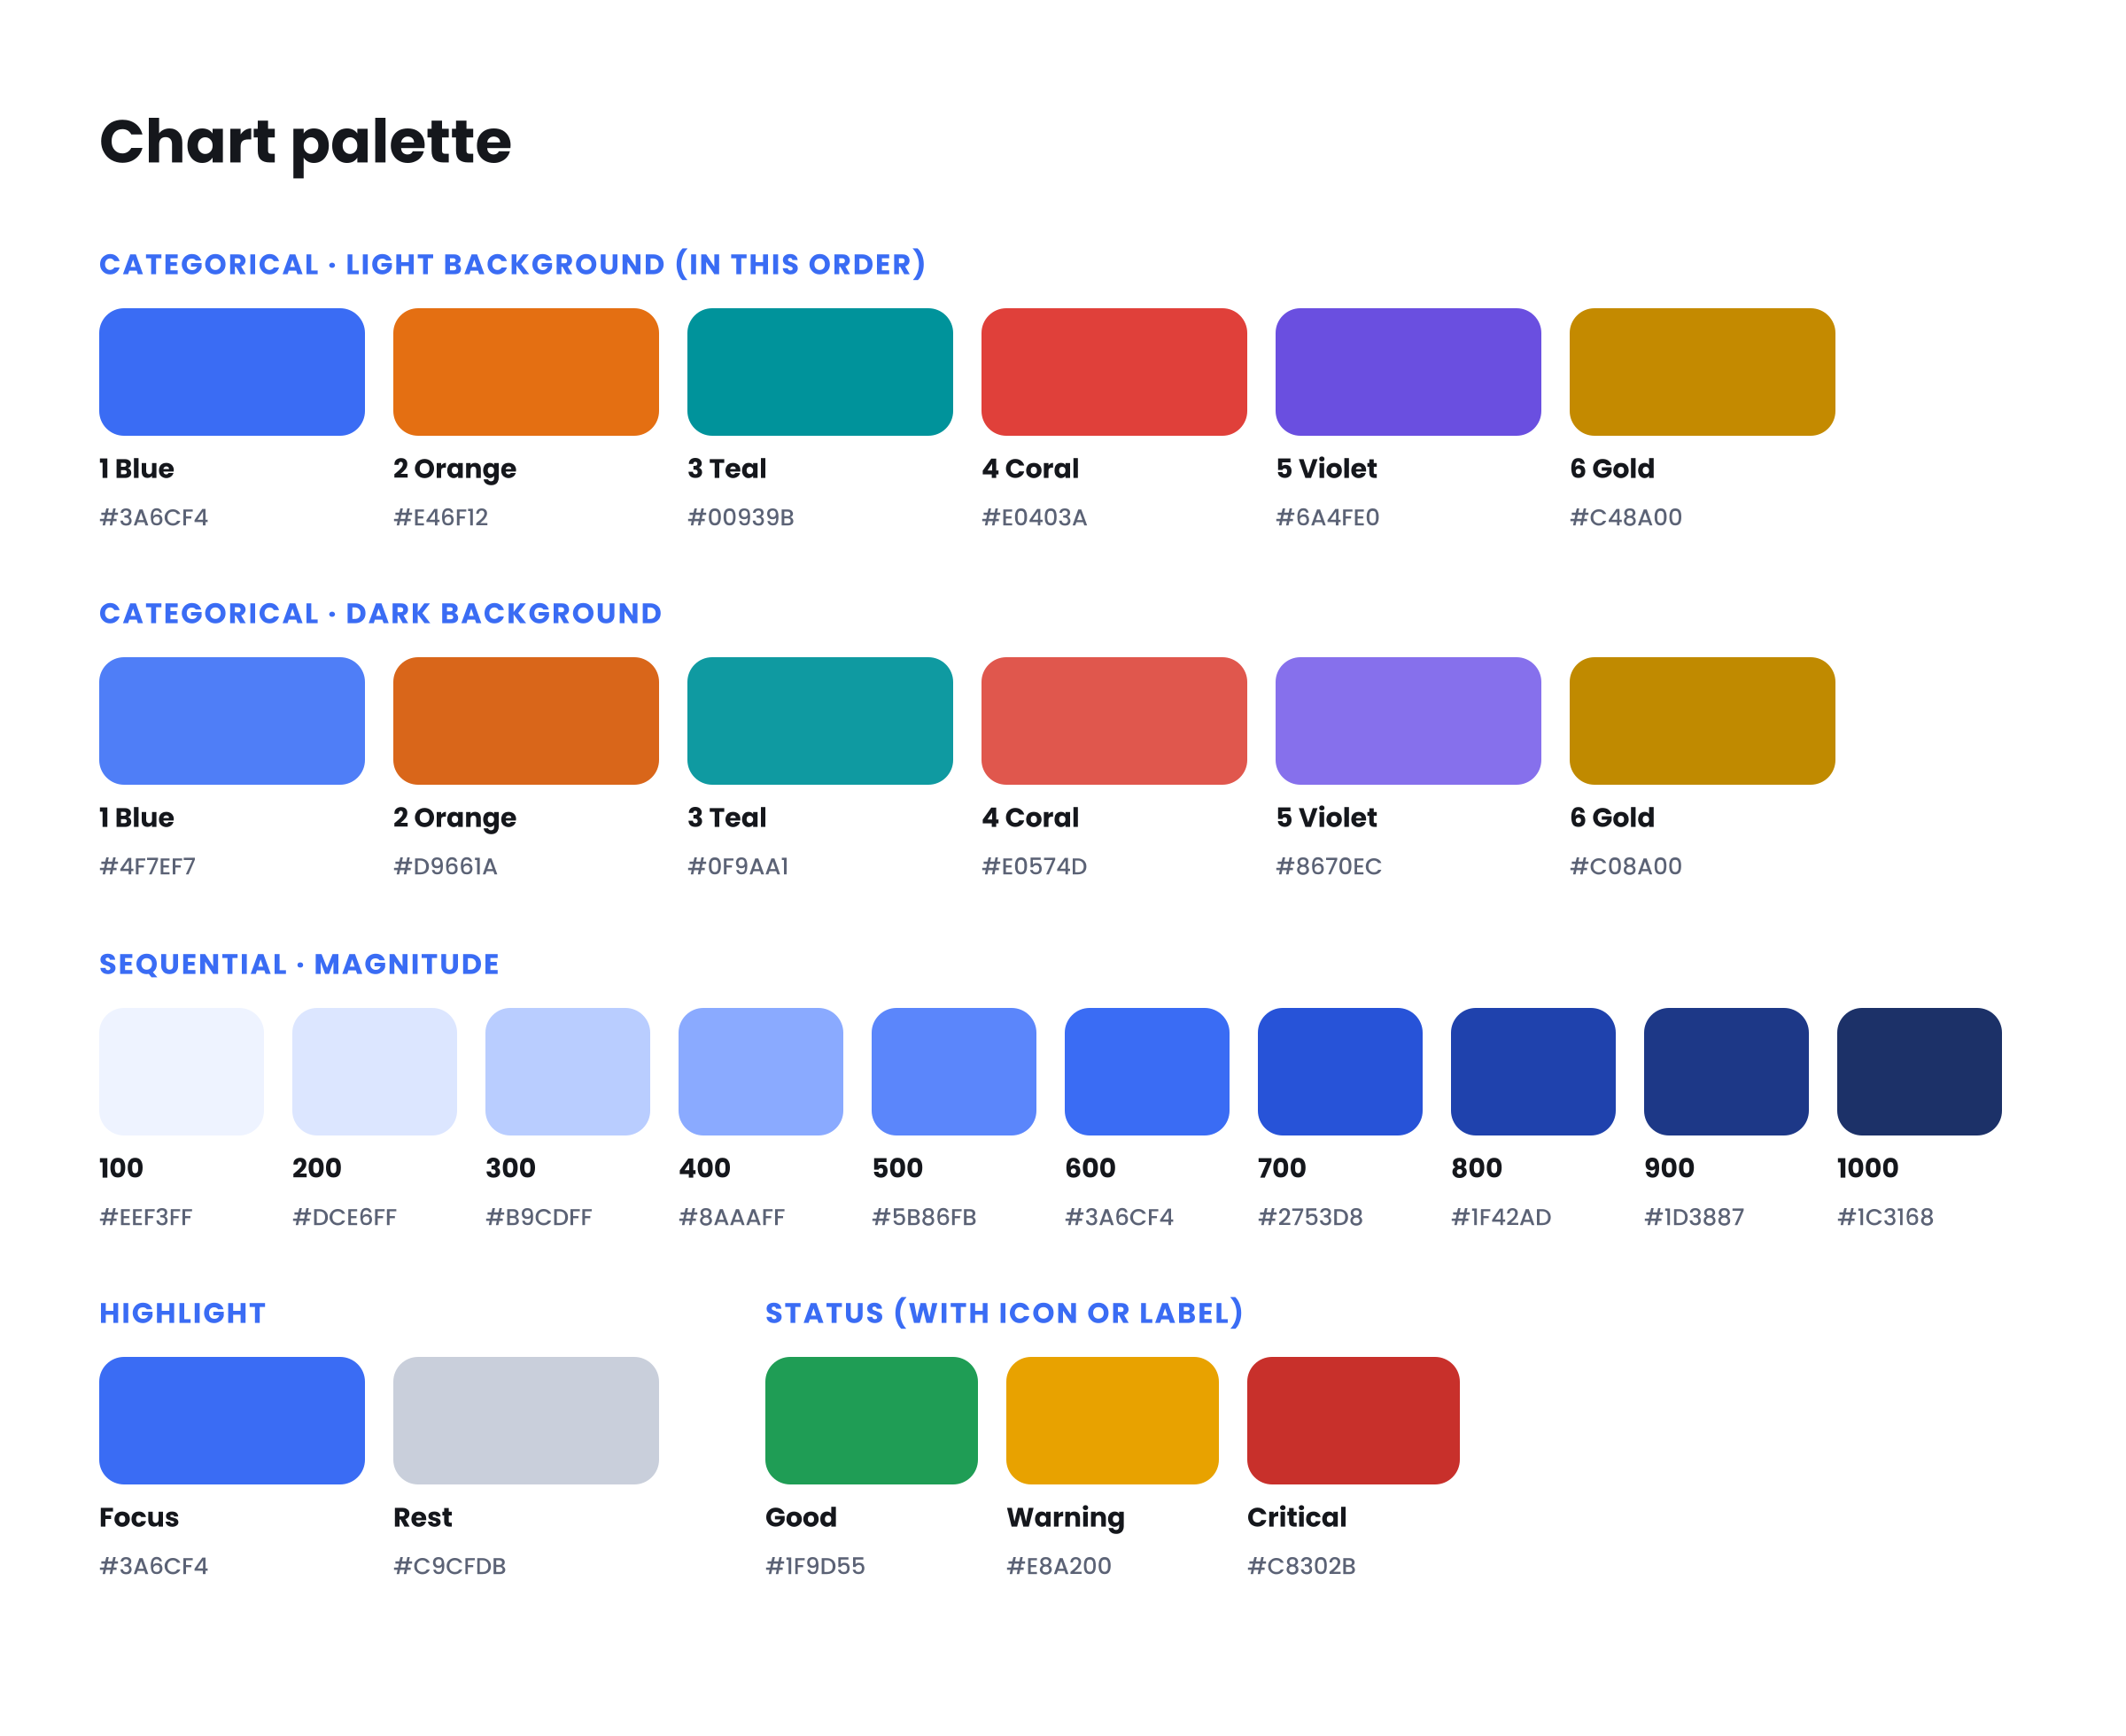 Chart palette
CATEGORICAL · LIGHT BACKGROUND (IN THIS ORDER)
1 Blue 2 Orange 3 Teal 4 Coral 5 Violet 6 Gold
#3A6CF4 #E46F12 #00939B #E0403A #6A4FE0 #C48A00
CATEGORICAL · DARK BACKGROUND
1 Blue 2 Orange 3 Teal 4 Coral 5 Violet 6 Gold
#4F7EF7 #D9661A #0F9AA1 #E0574D #8670EC #C08A00
SEQUENTIAL · MAGNITUDE
100 200 300 400 500 600 700 800 900 1000
#EEF3FF #DCE6FF #B9CDFF #8AAAFF #5B86FB #3A6CF4 #2753D8 #1F42AD #1D3887 #1C3168
HIGHLIGHT STATUS (WITH ICON OR LABEL)
Focus Rest Good Warning Critical
#3A6CF4 #C9CFDB #1F9D55 #E8A200 #C8302B